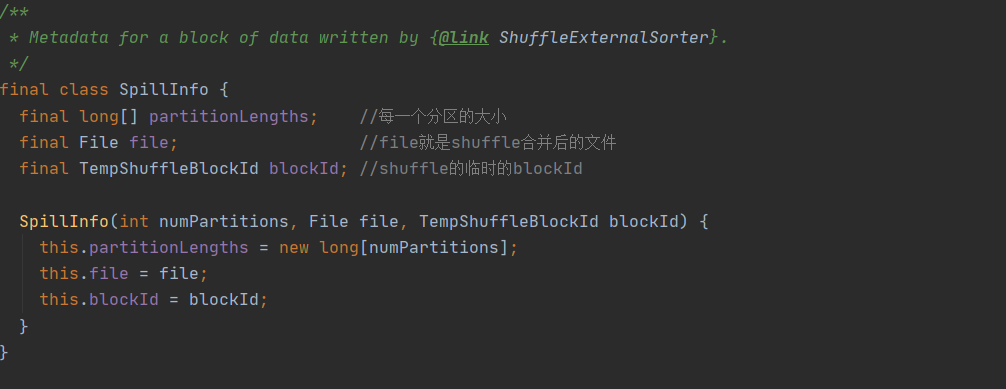 /**
 * Metadata for a block of data written by {@link ShuffleExternalSorter}.
 */
final class SpillInfo {
  final long[] partitionLengths;    //每一个分区的大小
  final File file;                  //file就是shuffle合并后的文件
  final TempShuffleBlockId blockId; //shuffle的临时的blockId
  SpillInfo(int numPartitions, File file, TempShuffleBlockId blockId) {
    this.partitionLengths = new long[numPartitions];
    this.file = file;
    this.blockId = blockId;
  }
}